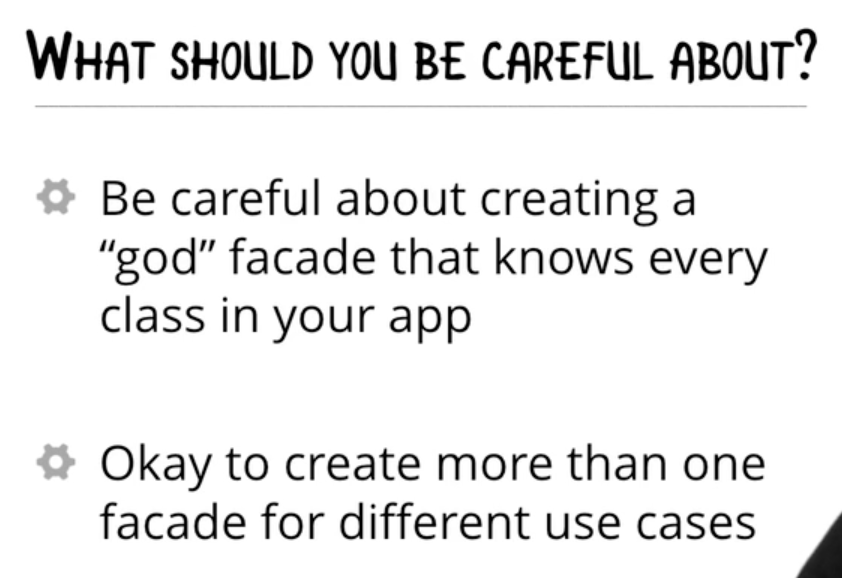 WHAT SHOULD YOU BE CAREFUL ABOUT?
Be careful about creating a
“god” facade that knows every
class in your app
Okay to create more than one
facade for different use cases